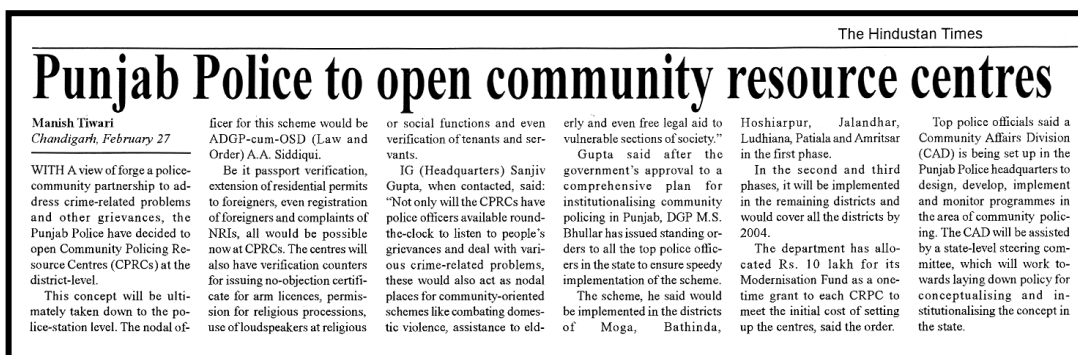 The Hindustan Times
Punjab Police to open community resource centres
Manish Tiwari
Chandigarh, February 27
WITH A view of forge a police-
community partnership to ad-
dress crime-related problems
and other grievances, the
Punjab Police have decided to
open Community Policing Re-
source Centres (CPRCs) at the
district-level.
This concept will be ulti-
mately taken down to the po-
lice-station level. The nodal of-
ficer for this scheme would be
ADGP-cum-OSD (Law and
Order) A.A. Siddiqui.
Be it passport verification,
extension of residential permits
to foreigners, even registration
of foreigners and complaints of
NRIs, all would be possible
now at CPRCs. The centres will
also have verification counters
for issuing no-objection certifi-
cate for arm licences, permis-
sion for religious processions,
use of loudspeakers at religious
or social functions and even
verification of tenants and ser-
vants.
IG (Headquarters) Sanjiv
Gupta, when contacted, said:
"Not only will the CPRCs have
police officers available round-
the-clock to listen to people's
grievances and deal with vari-
ous crime-related problems,
these would also act as nodal
places for community-oriented
schemes like combating domes-
tic violence, assistance to eld-
erly and even free legal aid to
vulnerable sections of society."
Gupta said after the
government's approval to a
comprehensive plan for
institutionalising community
policing in Punjab, DGP M.S.
Bhullar has issued standing or-
ders to all the top police offic-
ers in the state to ensure speedy
implementation of the scheme.
The scheme, he said would
be implemented in the districts
of Moga, Bathinda,
Hoshiarpur, Jalandhar,
Ludhiana, Patiala and Amritsar
in the first phase.
In the second and third
phases, it will be implemented
in the remaining districts and
would cover all the districts by
2004.
The department has allo-
cated Rs. 10 lakh for its
Modernisation Fund as a one-
time grant to each CRPC to
meet the initial cost of setting
up the centres, said the order.
Top police officials said a
Community Affairs Division
(CAD) is being set up in the
Punjab Police headquarters to
design, develop, implement
and monitor programmes in
the area of community polic-
ing. The CAD will be assisted
by a state-level steering com-
mittee, which will work to-
wards laying down policy for
conceptualising and in-
stitutionalising the concept in
the state.